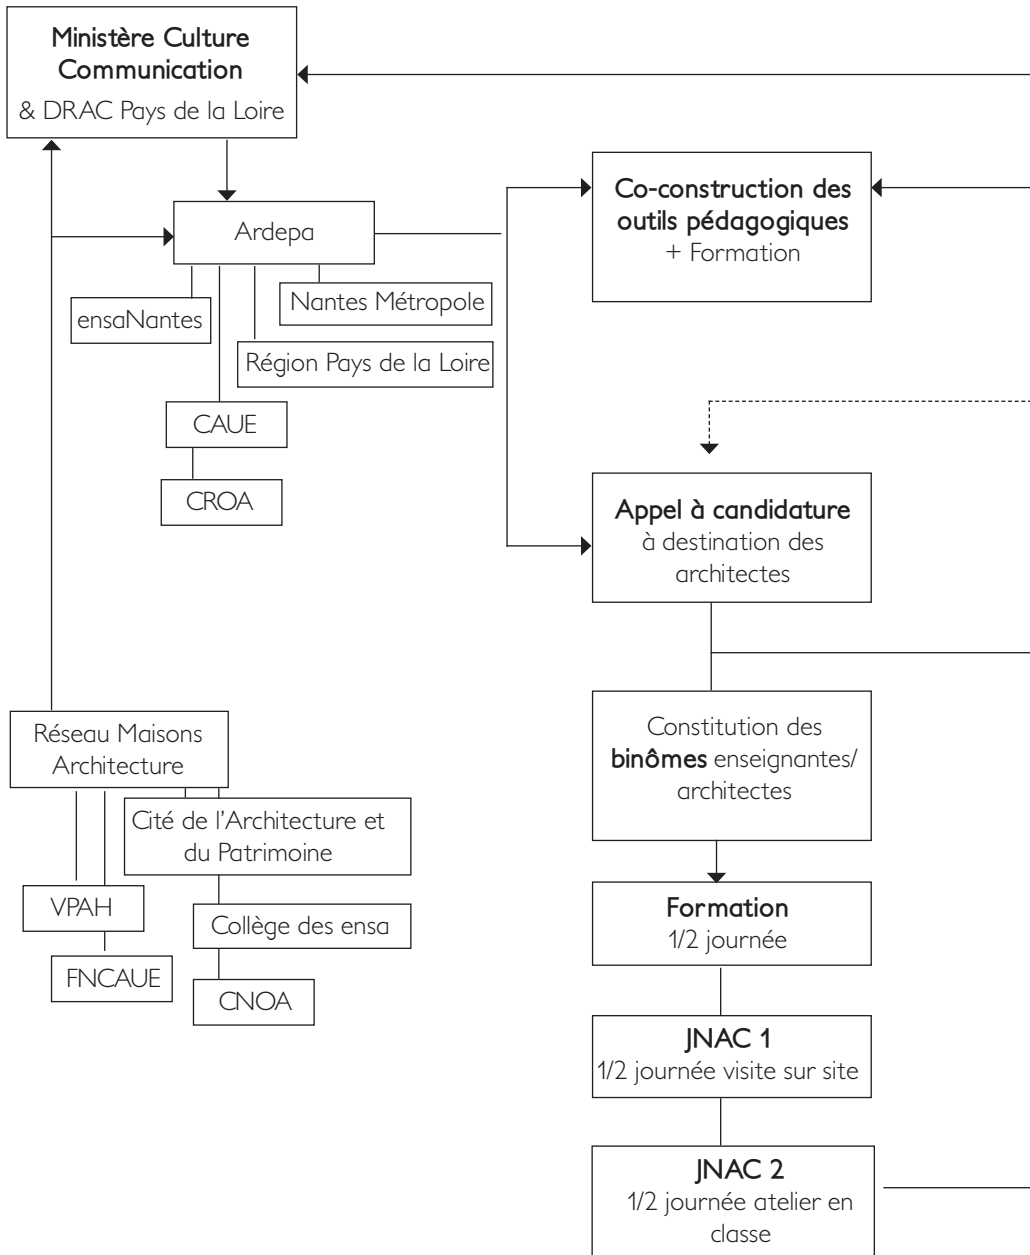 Ministère Culture
Communication
& DRAC Pays de la Loire
Ardepa
ensaNantes
Nantes Métropole
Région Pays de la Loire
CAUE
CROA
Réseau Maisons
Architecture
Cité de l'Architecture et
du Patrimoine
VPAH
Collège des ensa
FNCAUE
CNOA
Co-construction des
outils pédagogiques
+ Formation
Appel à candidature
à destination des
architectes
Constitution des
binômes enseignantes/
architectes
Formation
1/2 journée
JNAC 1
1/2 journée visite sur site
JNAC 2
1/2 journée atelier en
classe